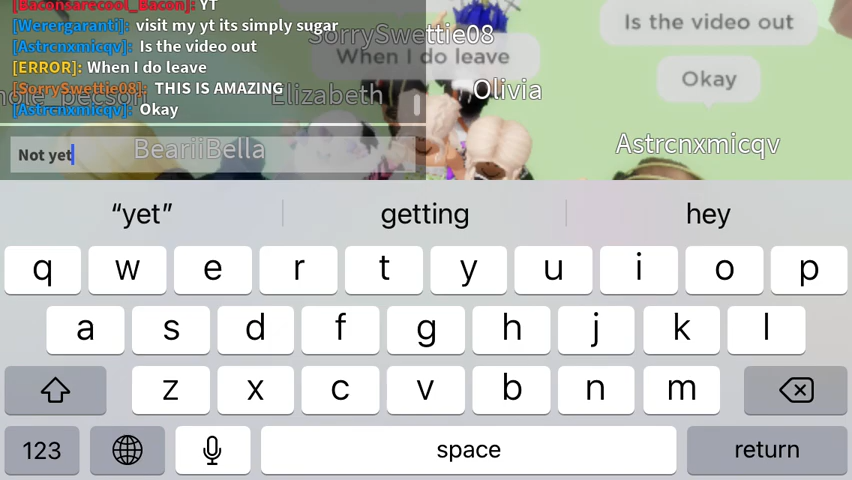 [Baconsarecool_Bacon]: YT
[Werergaranti]: visit my yt its simply sugar
[Astrcnxmicqv]: Is the video out
[ERROR]: When I do leave
[SorrySwettie08]: THIS IS AMAZING
[Astrcnxmicqv]: Okay
Not yet
SorrySwettie08
When I do leave
Elizabeth
Olivia
BeariiBella
Is the video out
Okay
Astrcnxmicqv
“yet” getting hey
q w e r t y u i o p
a s d f g h j k l
z x c v b n m
123 space return